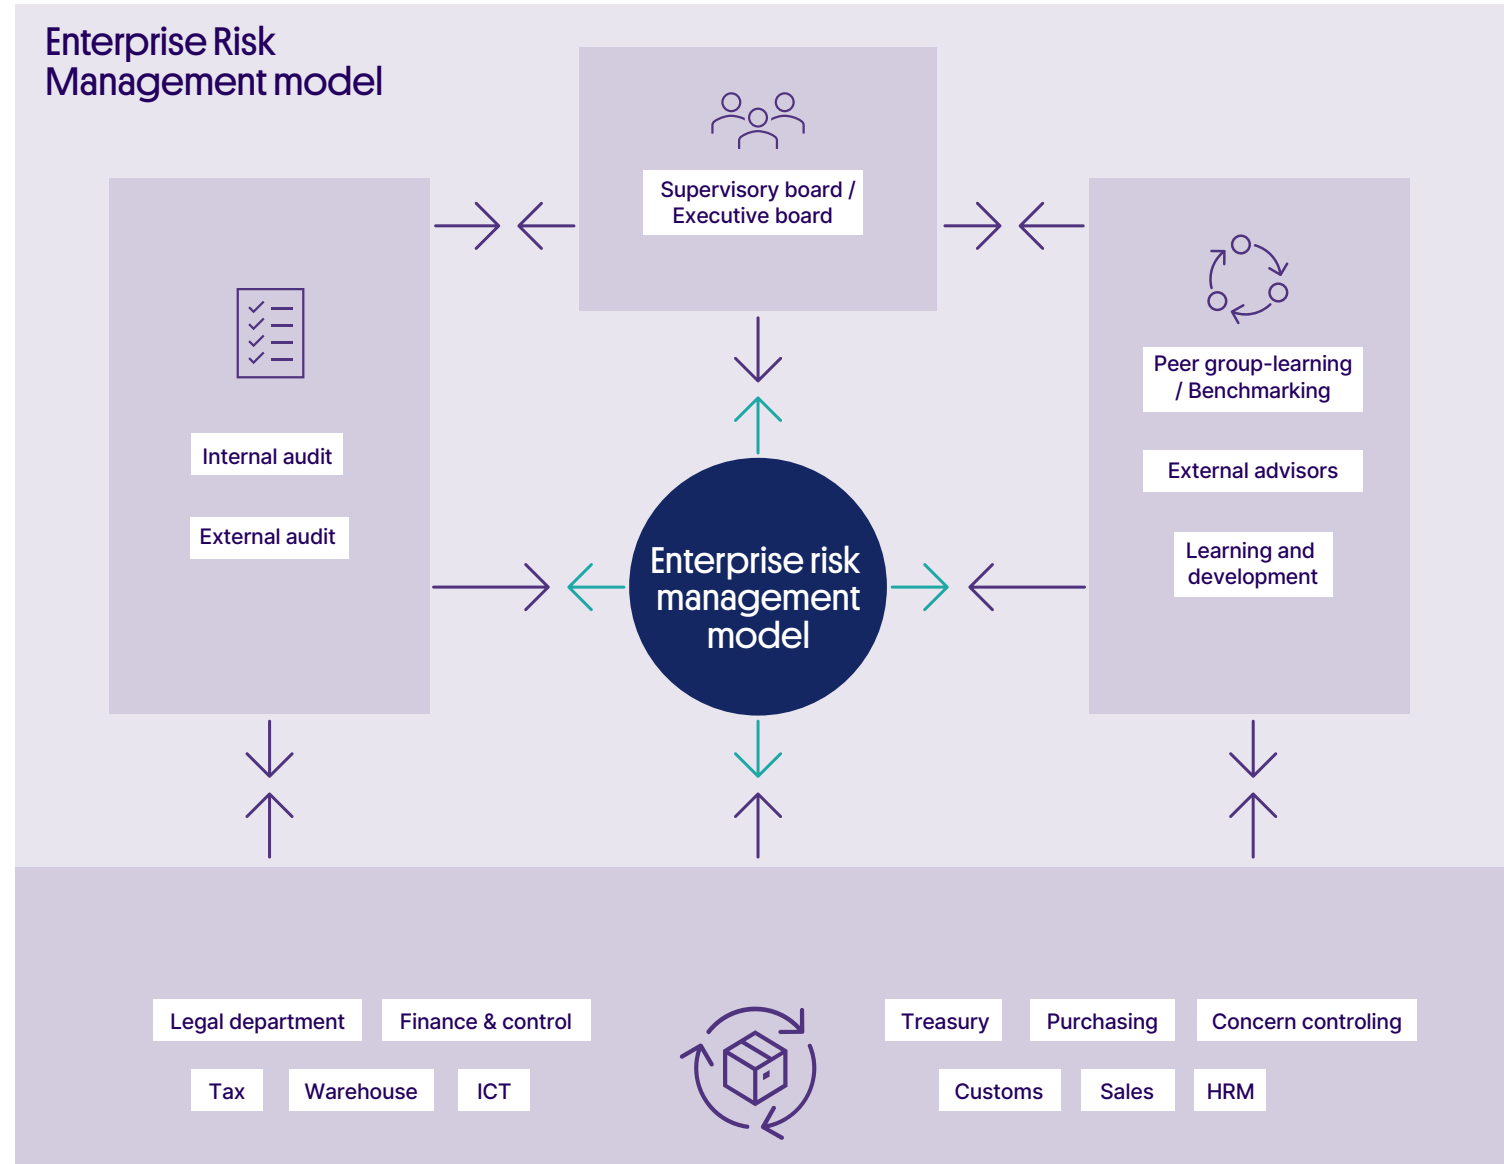 Enterprise Risk
Management model
Supervisory board /
Executive board
Internal audit
External audit
Peer group-learning
/ Benchmarking
External advisors
Learning and
development
Enterprise risk
management
model
Legal department
Finance & control
Tax
Warehouse
ICT
Treasury
Purchasing
Concern controling
Customs
Sales
HRM